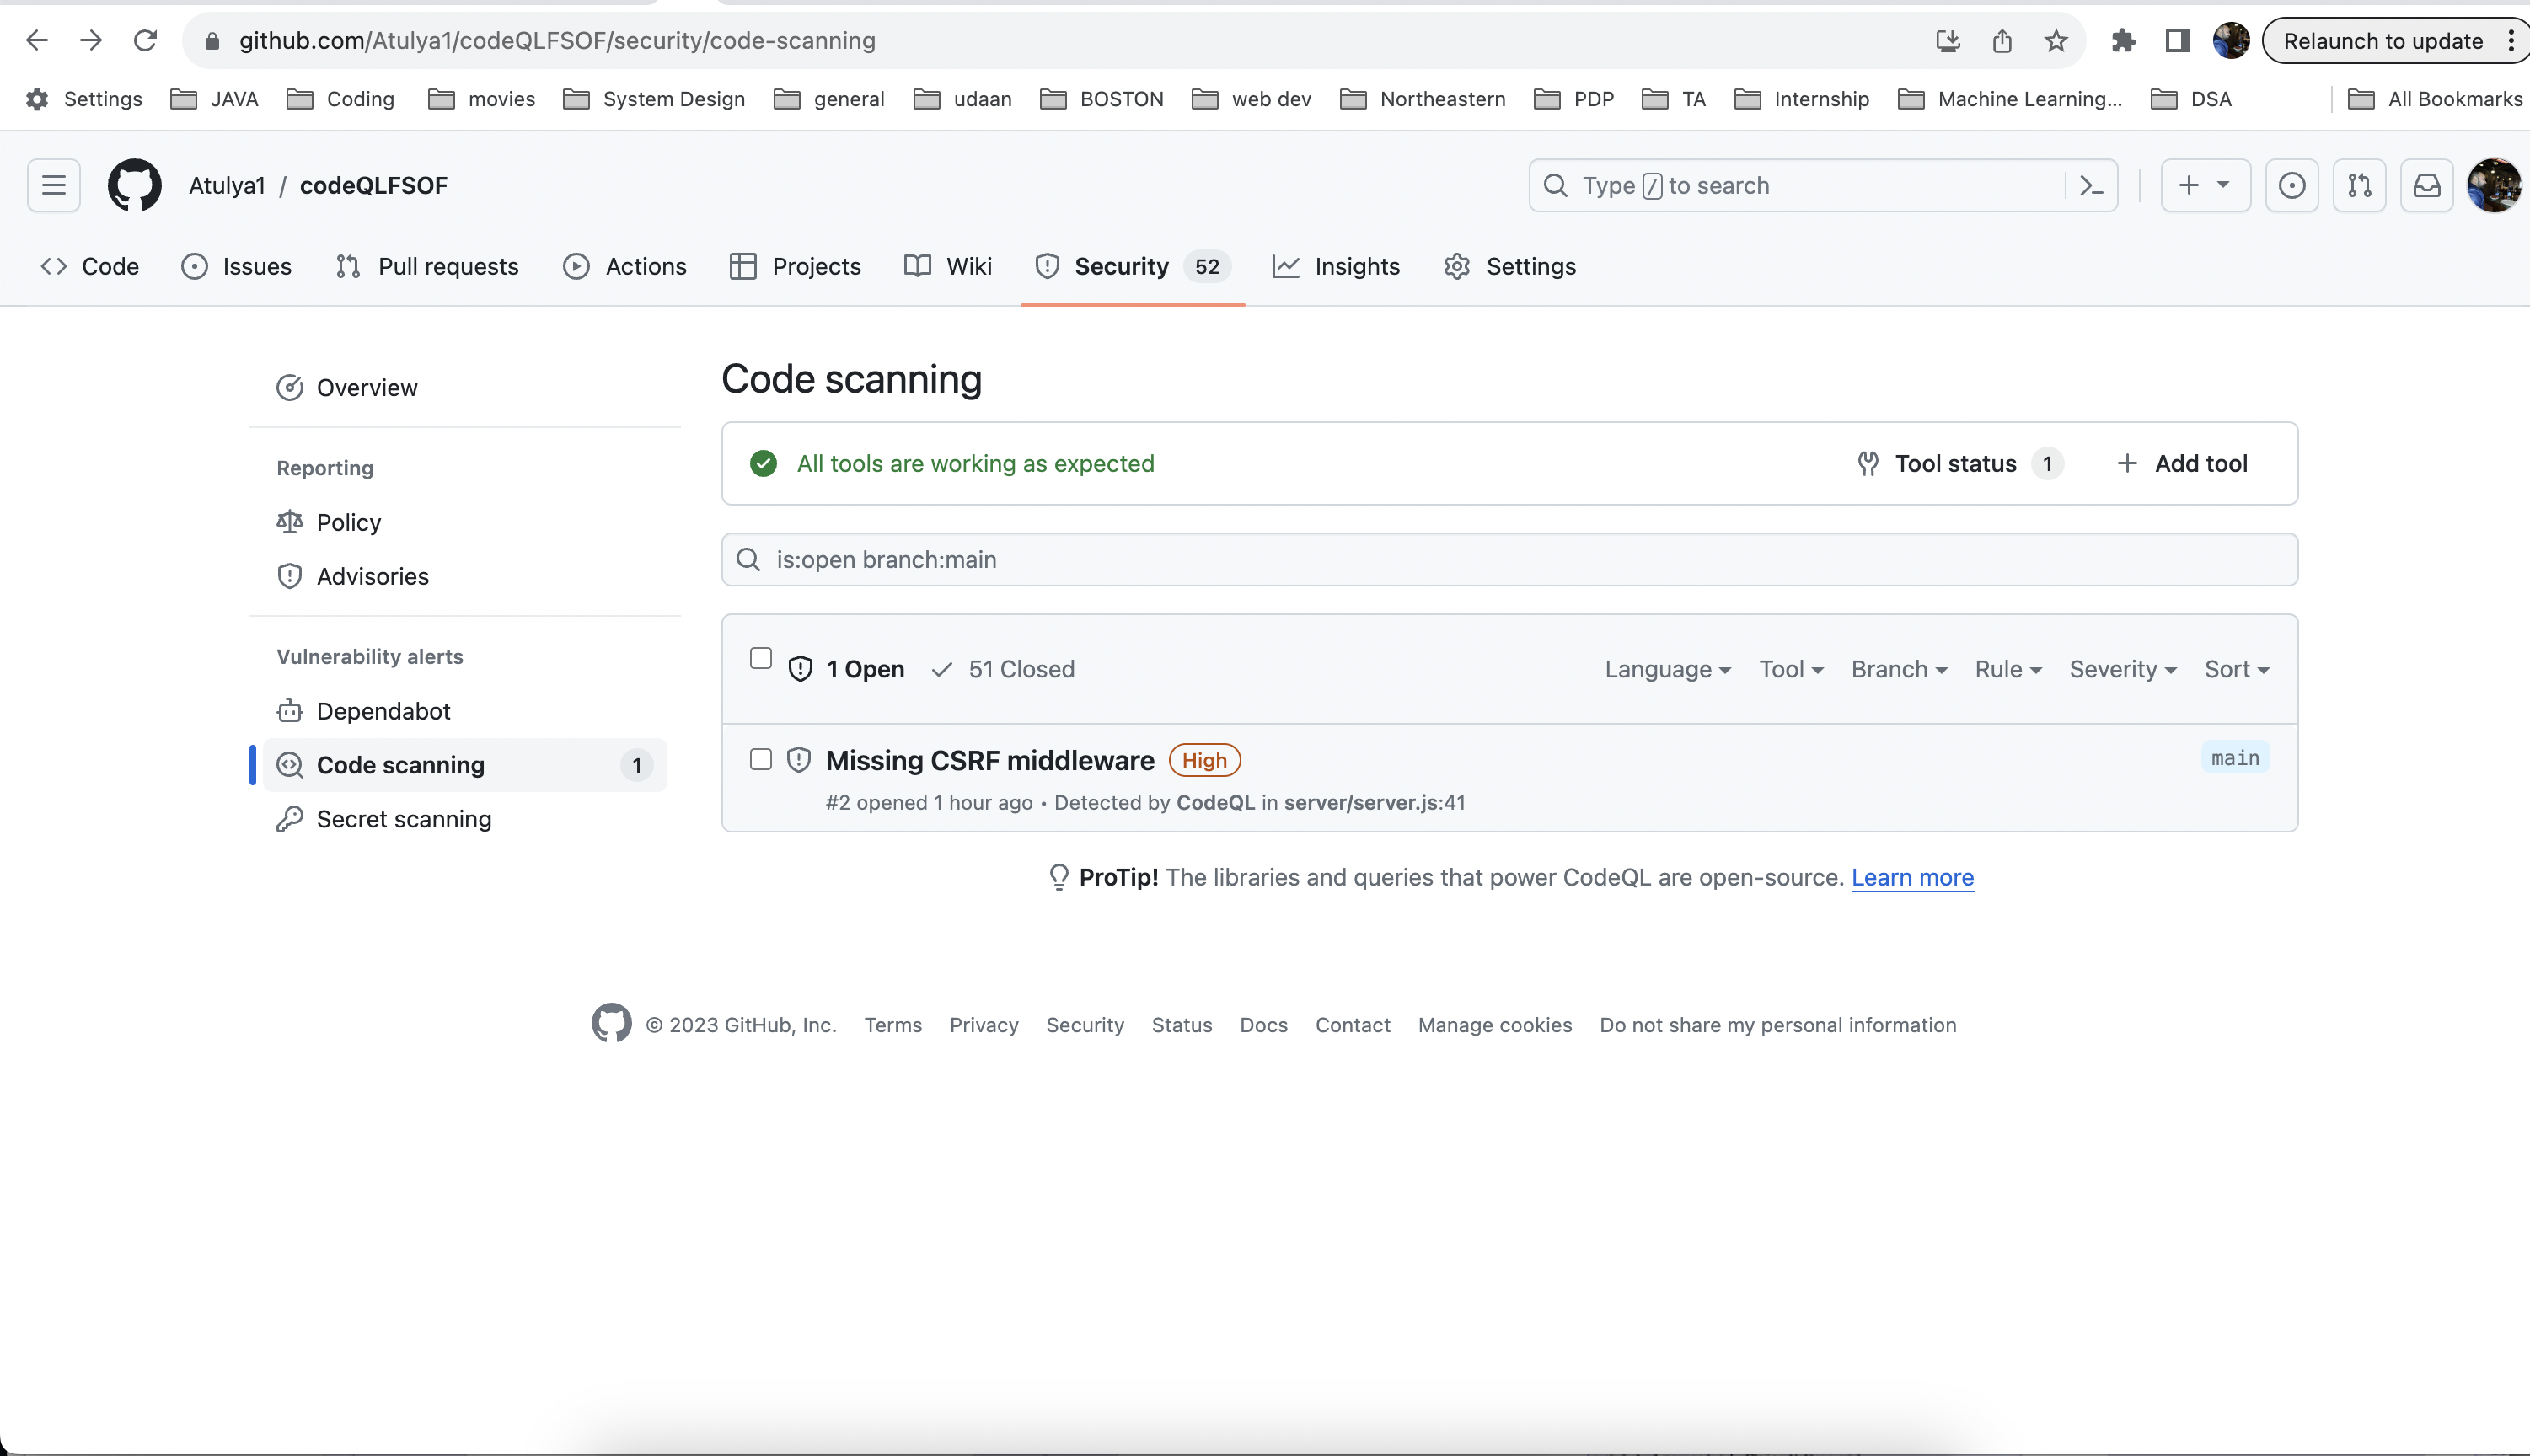 github.com/Atulya1/codeQLFSOF/security/code-scanning
Relaunch to update
Settings JAVA Coding movies System Design general udaan BOSTON web dev Northeastern PDP TA Internship Machine Learning... DSA All Bookmarks
Atulya1 / codeQLFSOF
Type / to search
Code Issues Pull requests Actions Projects Wiki Security 52 Insights Settings
Overview
Reporting
Policy
Advisories
Vulnerability alerts
Dependabot
Code scanning 1
Secret scanning
Code scanning
All tools are working as expected
Tool status 1 Add tool
is:open branch:main
1 Open 51 Closed
Language Tool Branch Rule Severity Sort
Missing CSRF middleware High
main
#2 opened 1 hour ago • Detected by CodeQL in server/server.js:41
ProTip! The libraries and queries that power CodeQL are open-source. Learn more
© 2023 GitHub, Inc. Terms Privacy Security Status Docs Contact Manage cookies Do not share my personal information